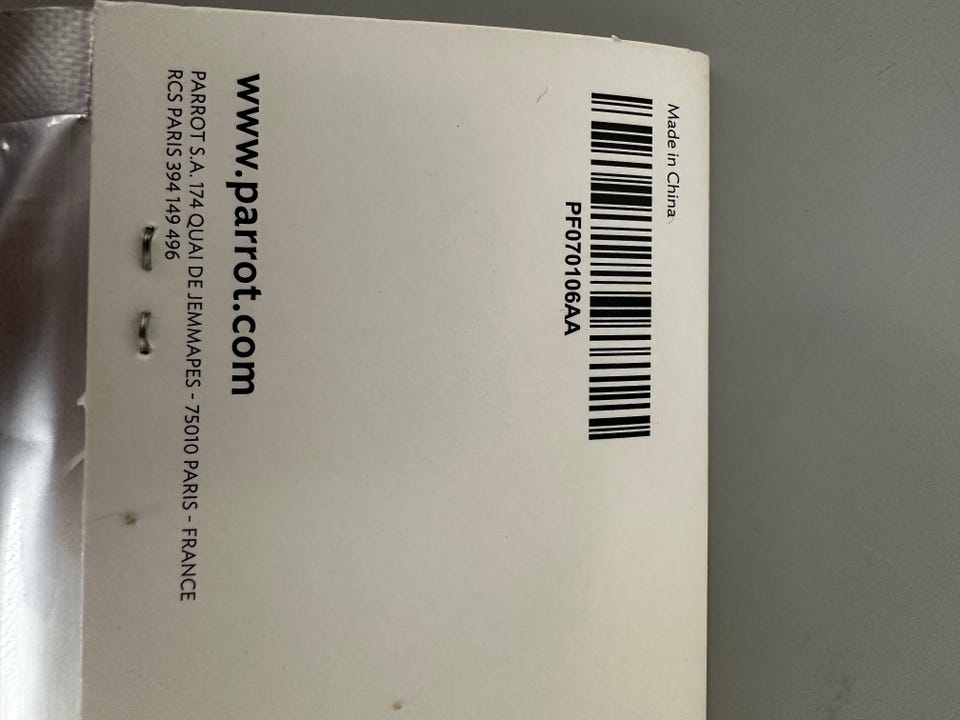 Made in China
PF070106AA
www.parrot.com
PARROT S.A. 174 QUAI DE JEMMAPES - 75010 PARIS - FRANCE
RCS PARIS 394 149 496